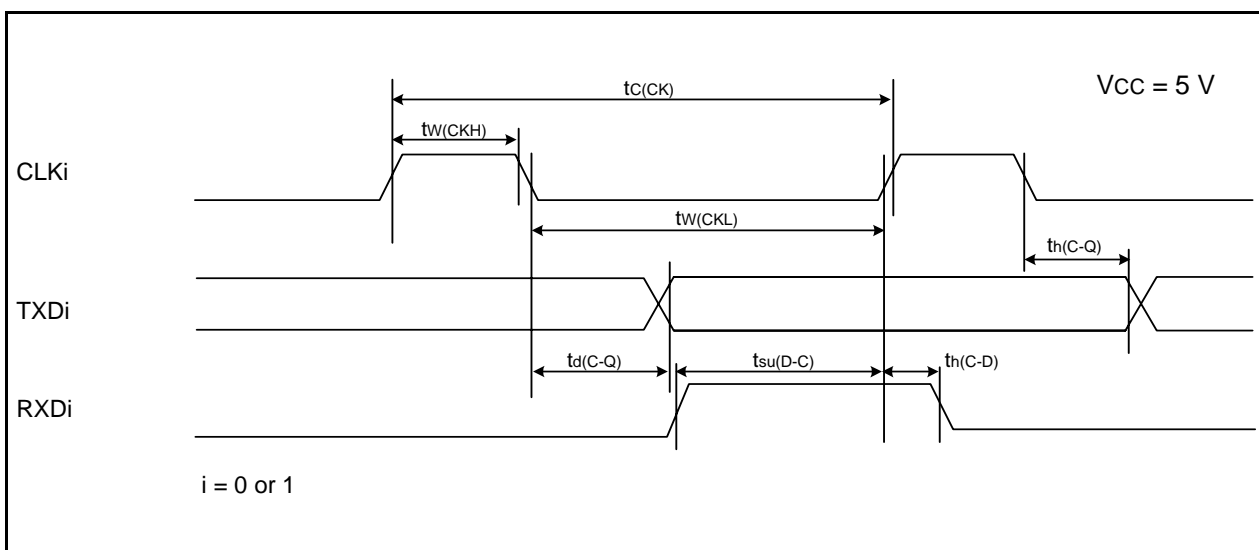 tC(CK)
VCC = 5 V
tW(CKH)
CLKi
tW(CKL)
th(C-Q)
TXDi
td(C-Q)
tsu(D-C)
th(C-D)
RXDi
i = 0 or 1